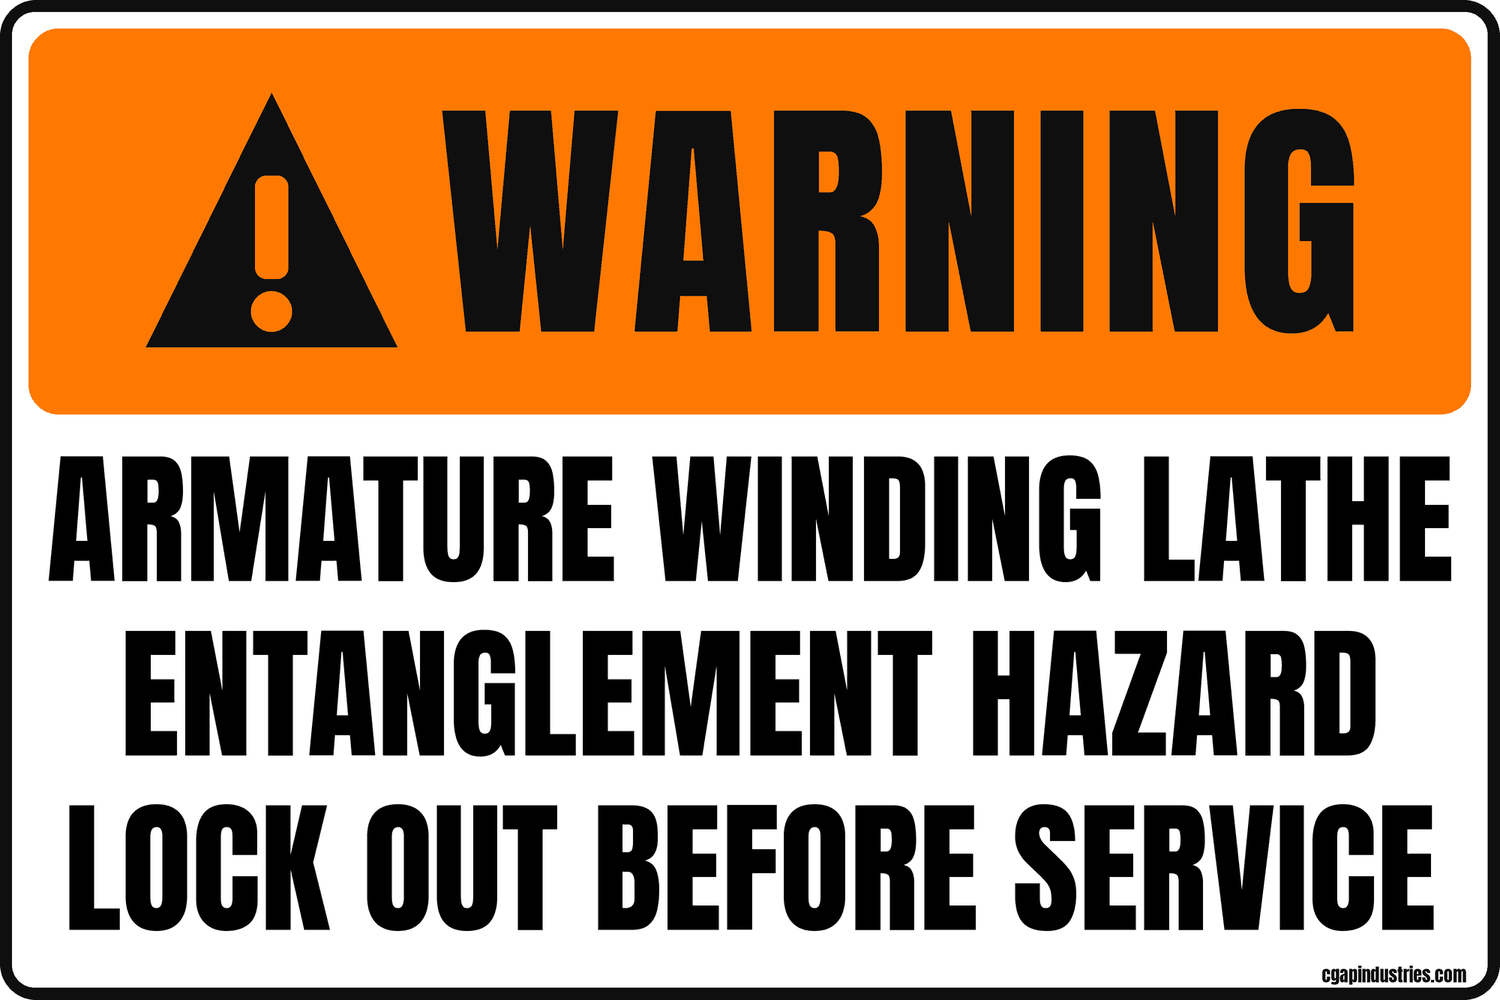 WARNING
ARMATURE WINDING LATHE
ENTANGLEMENT HAZARD
LOCK OUT BEFORE SERVICE
cgapindustries.com